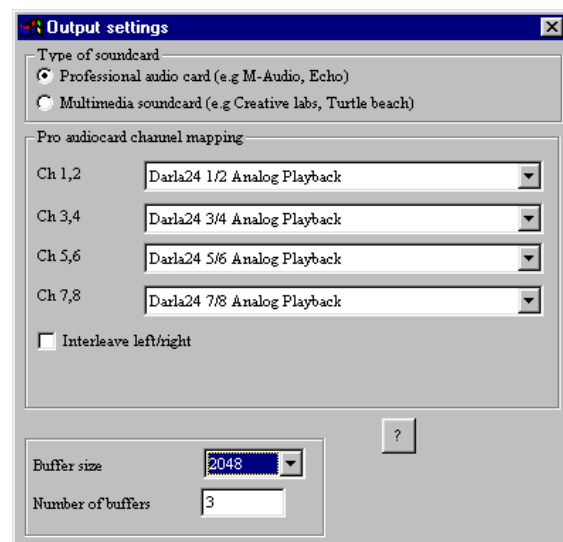 Output settings
Type of soundcard
Professional audio card (e.g M-Audio, Echo)
Multimedia soundcard (e.g Creative labs, Turtle beach)
Pro audiocard channel mapping
Ch 1,2 Darla24 1/2 Analog Playback
Ch 3,4 Darla24 3/4 Analog Playback
Ch 5,6 Darla24 5/6 Analog Playback
Ch 7,8 Darla24 7/8 Analog Playback
Interleave left/right
?
Buffer size 2048
Number of buffers 3